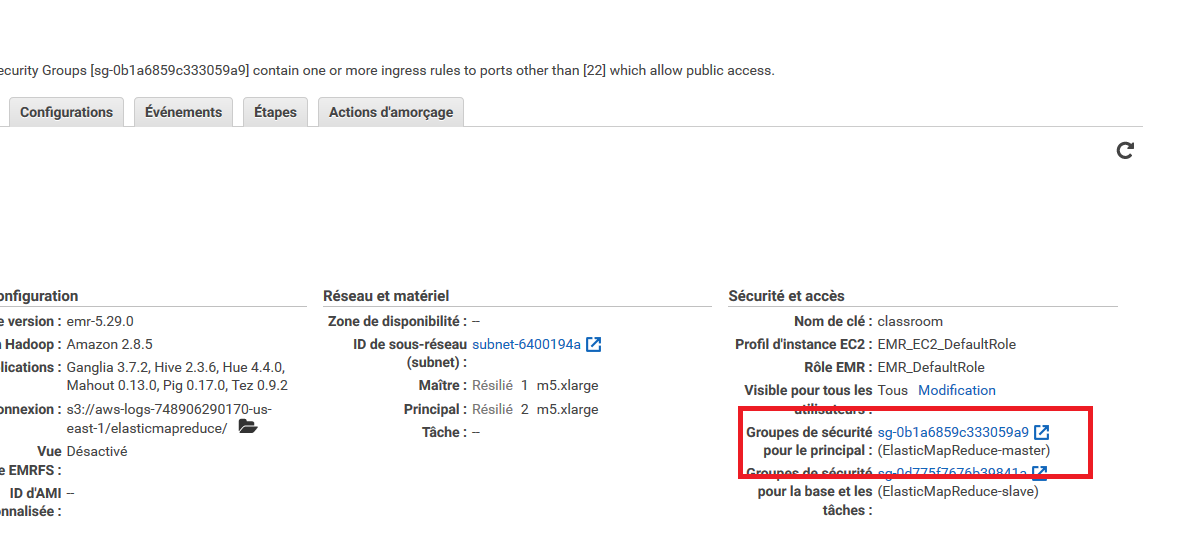 ecurity Groups [sg-0b1a6859c333059a9] contain one or more ingress rules to ports other than [22] which allow public access.
Configurations Événements Étapes Actions d'amorçage
onfiguration
e version : emr-5.29.0
n Hadoop : Amazon 2.8.5
lications : Ganglia 3.7.2, Hive 2.3.6, Hue 4.4.0,
Mahout 0.13.0, Pig 0.17.0, Tez 0.9.2
onnexion : s3://aws-logs-748906290170-us-
east-1/elasticmapreduce/
Vue Désactivé
e EMRFS :
ID d'AMI --
nnalisée :
Réseau et matériel
Zone de disponibilité : --
ID de sous-réseau subnet-6400194a
(subnet) :
Maître : Résilié 1 m5.xlarge
Principal : Résilié 2 m5.xlarge
Tâche : --
Sécurité et accès
Nom de clé : classroom
Profil d'instance EC2 : EMR_EC2_DefaultRole
Rôle EMR : EMR_DefaultRole
Visible pour tous les Tous Modification
utilisateurs :
Groupes de sécurité sg-0b1a6859c333059a9
pour le principal : (ElasticMapReduce-master)
Groupes de sécurité sg-0d775f7676b39841a
pour la base et les (ElasticMapReduce-slave)
tâches :